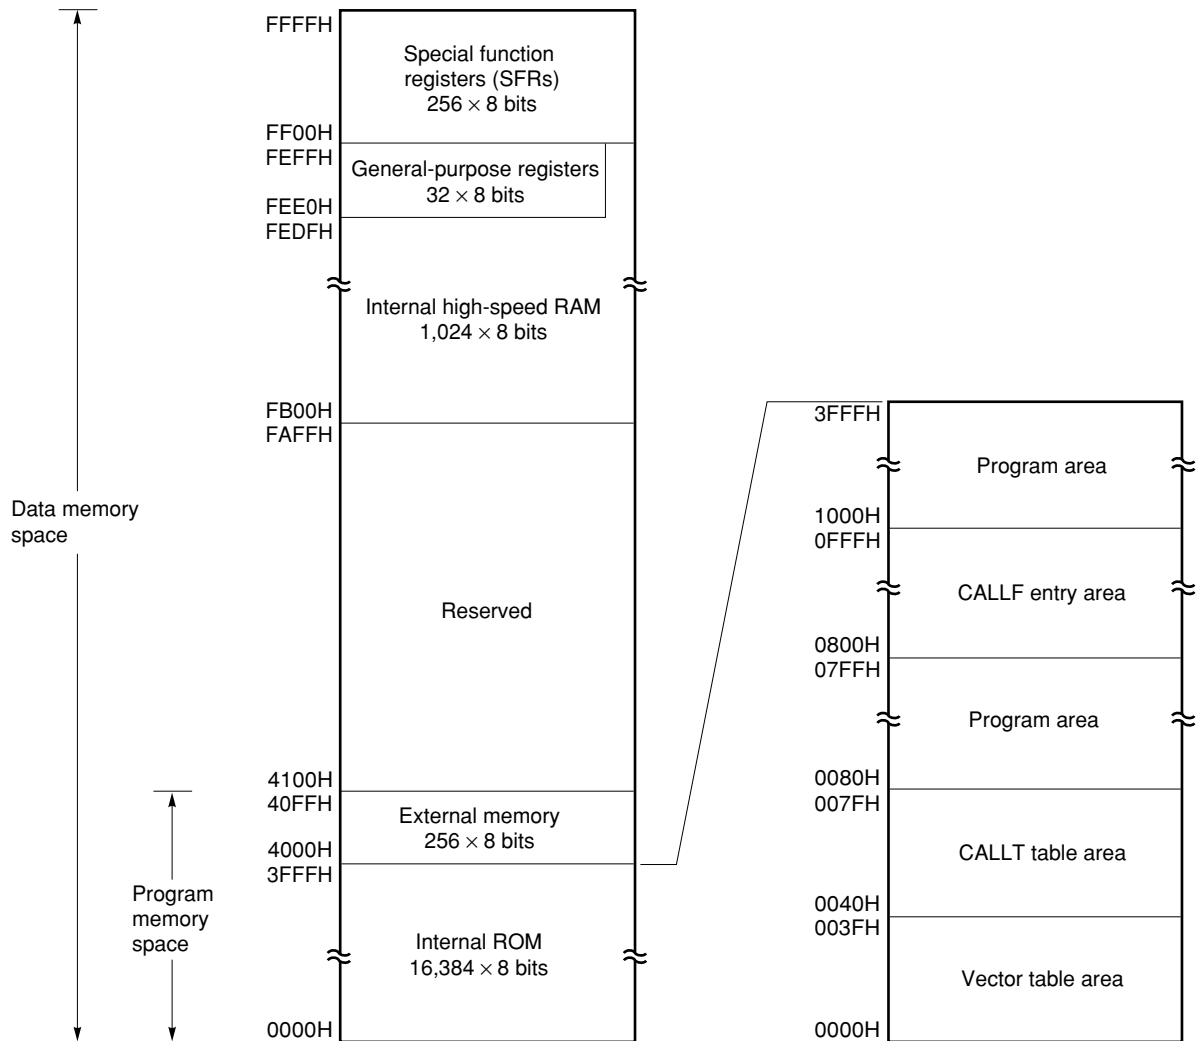 FFFFH
Special function
registers (SFRs)
256 × 8 bits
FF00H
FEFFH
General-purpose registers
32 × 8 bits
FEE0H
FEDFH
Internal high-speed RAM
1,024 × 8 bits
FB00H
FAFFH
Data memory
space
Reserved
4100H
40FFH
External memory
256 × 8 bits
4000H
3FFFH
Program
memory
space
Internal ROM
16,384 × 8 bits
0000H
3FFFH
Program area
1000H
0FFFH
CALLF entry area
0800H
07FFH
Program area
0080H
007FH
CALLT table area
0040H
003FH
Vector table area
0000H